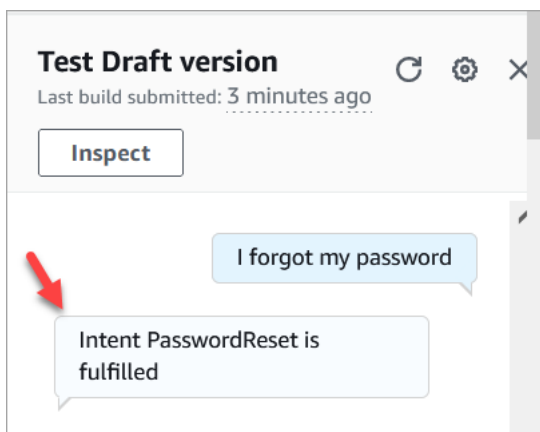 Test Draft version
Last build submitted: 3 minutes ago
Inspect
I forgot my password
Intent PasswordReset is
fulfilled